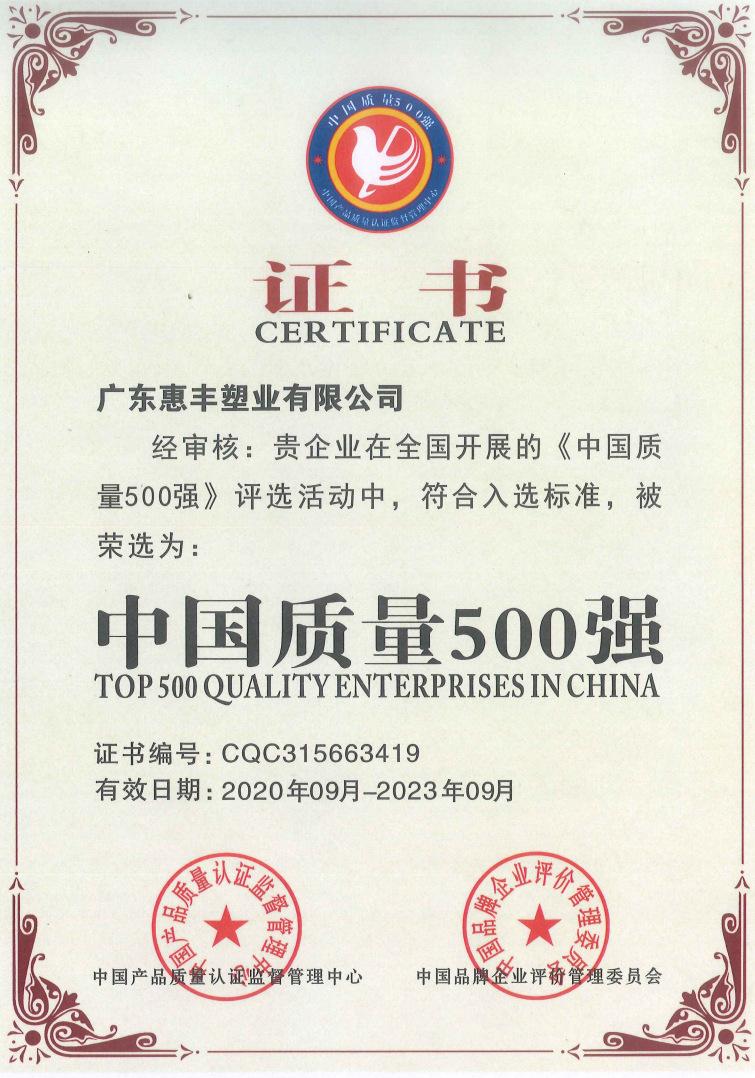 中国质量500强
中国产品质量认证监督管理中心
证书
CERTIFICATE
广东惠丰塑业有限公司
经审核：贵企业在全国开展的《中国质
量500强》评选活动中，符合入选标准，被
荣选为：
中国质量500强
TOP 500 QUALITY ENTERPRISES IN CHINA
证书编号：CQC315663419
有效日期：2020年09月–2023年09月
中国产品质量认证监督管理中心
中国品牌企业评价管理委员会
中国产品质量认证监督管理中心
中国品牌企业评价管理委员会